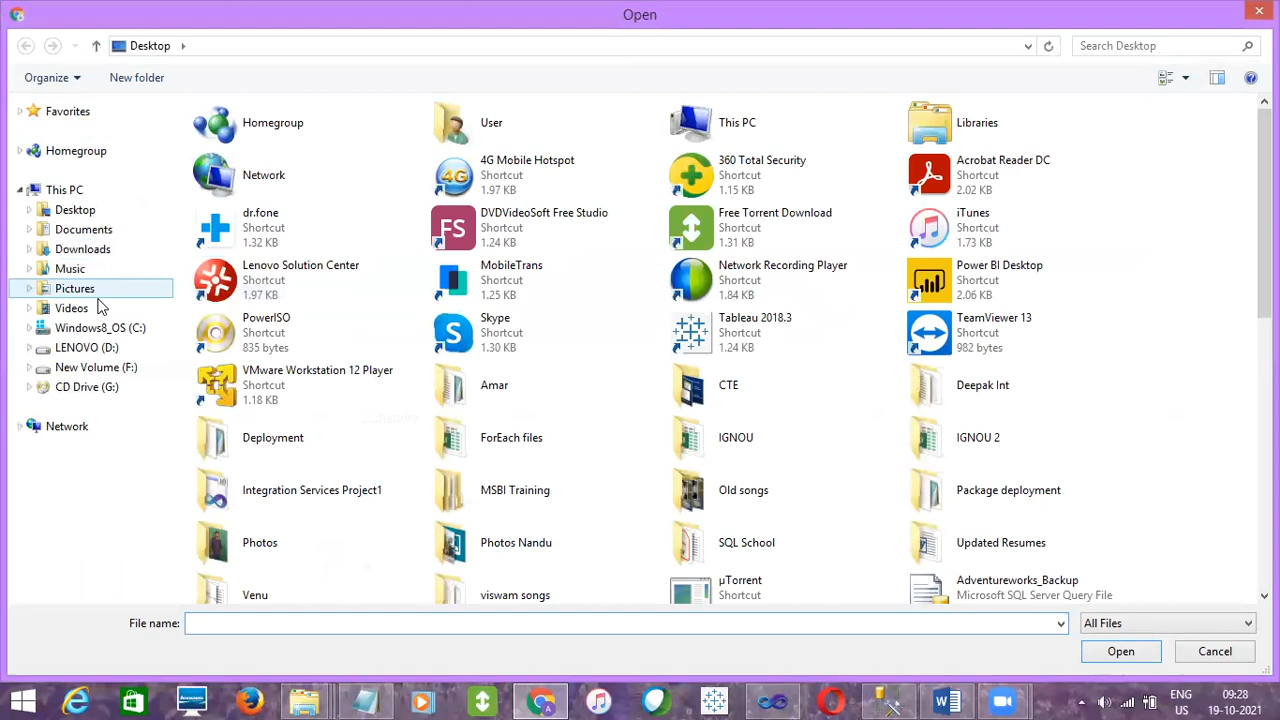 Open
Desktop
Search Desktop
Organize
New folder
Favorites
Homegroup
This PC
Desktop
Documents
Downloads
Music
Pictures
Videos
Windows8_OS (C:)
LENOVO (D:)
New Volume (F:)
CD Drive (G:)
Network
Homegroup
User
This PC
Libraries
Network
4G Mobile Hotspot
Shortcut
1.97 KB
360 Total Security
Shortcut
1.15 KB
Acrobat Reader DC
Shortcut
2.02 KB
dr.fone
Shortcut
1.32 KB
DVDVideoSoft Free Studio
Shortcut
1.24 KB
Free Torrent Download
Shortcut
1.31 KB
iTunes
Shortcut
1.73 KB
Lenovo Solution Center
Shortcut
1.97 KB
MobileTrans
Shortcut
1.25 KB
Network Recording Player
Shortcut
1.84 KB
Power BI Desktop
Shortcut
2.06 KB
PowerISO
835 bytes
Skype
Shortcut
1.30 KB
Tableau 2018.3
Shortcut
1.24 KB
TeamViewer 13
Shortcut
982 bytes
VMware Workstation 12 Player
Shortcut
1.18 KB
Amar
CTE
Deepak Int
Deployment
ForEach files
IGNOU
IGNOU 2
Integration Services Project1
MSBI Training
Old songs
Package deployment
Photos
Photos Nandu
SQL School
Updated Resumes
Venu
viswam songs
µTorrent
Shortcut
Adventureworks_Backup
Microsoft SQL Server Query File
File name:
All Files
Open
Cancel
ENG
US
09:28
19-10-2021